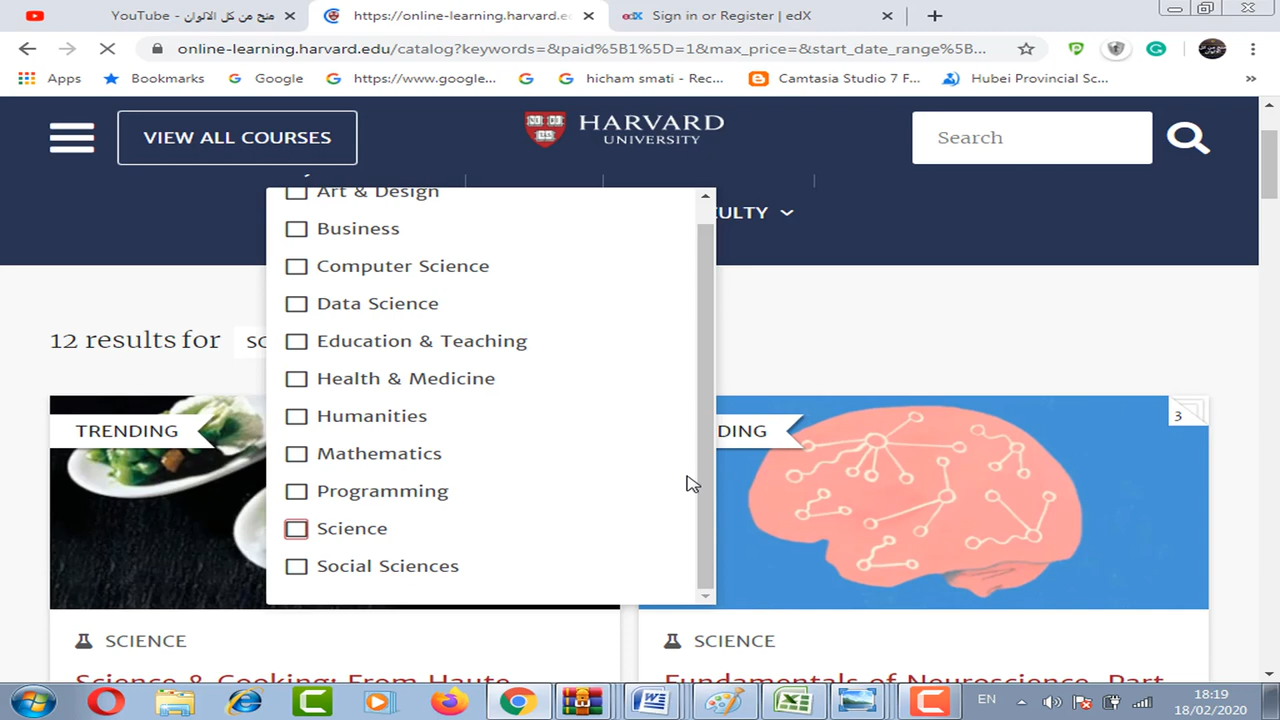 YouTube - منح من كل الالوان
https://online-learning.harvard.e
edX Sign in or Register | edX
online-learning.harvard.edu/catalog?keywords=&paid%5B1%5D=1&max_price=&start_date_range%5B...
Apps Bookmarks Google https://www.google... hicham smati - Rec... Camtasia Studio 7 F... Hubei Provincial Sc... »
VIEW ALL COURSES
HARVARD
UNIVERSITY
Search
Art & Design
ULTY
Business
Computer Science
Data Science
12 results for
Education & Teaching
Health & Medicine
Humanities
TRENDING
DING
3
Mathematics
Programming
Science
Social Sciences
SCIENCE
SCIENCE
Science & Cooking: From Haute
Fundamentals of Neuroscience, Part
EN
18:19
18/02/2020